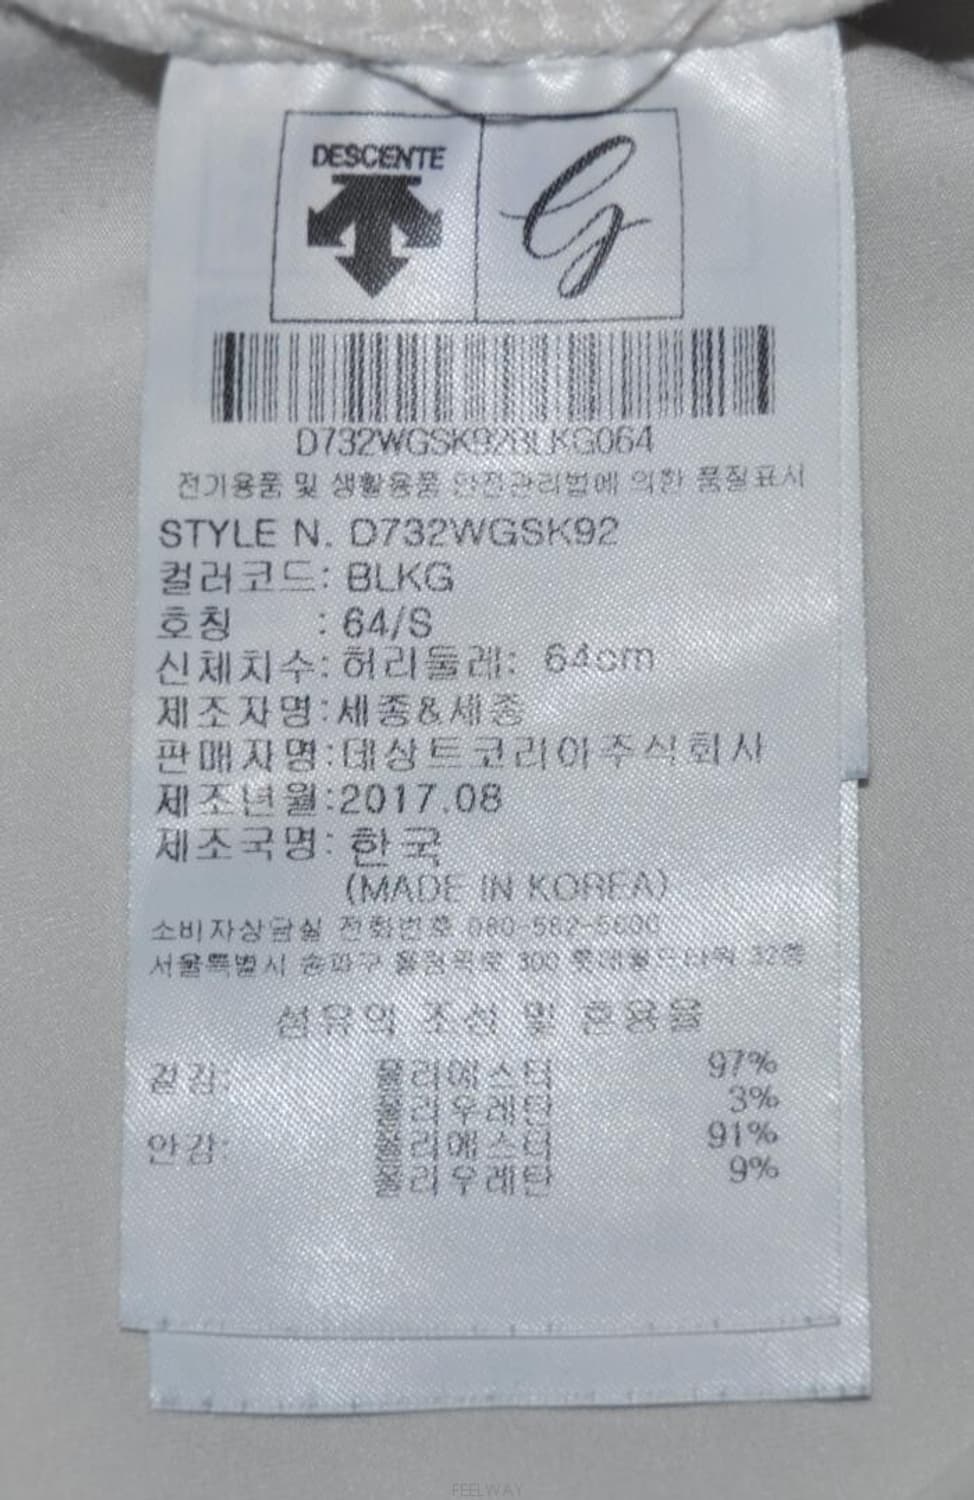 DESCENTE G
D732WGSK92BLKG064
전기용품 및 생활용품 안전관리법에 의한 품질표시
STYLE N. D732WGSK92
컬러코드: BLKG
호칭 : 64/S
신체치수: 허리둘레: 64cm
제조자명:세종&세종
판매자명:데상트코리아주식회사
제조년월:2017.08
제조국명: 한국
(MADE IN KOREA)
소비자상담실 전화번호 080-582-5600
서울특별시 송파구 올림픽로 300 롯데월드타워 32층
섬유의 조성 및 혼용율
겉감: 폴리에스터 97%
폴리우레탄 3%
안감: 폴리에스터 91%
폴리우레탄 9%
FEELWAY